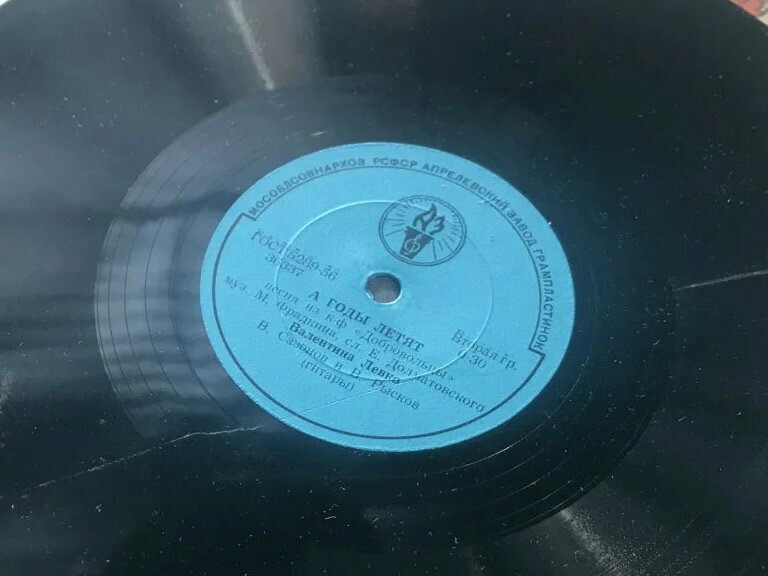 МОСОБЛСОВНАРХОЗ РСФСР АПРЕЛЕВСКИЙ ЗАВОД ГРАМПЛАСТИНОК
ГОСТ 5289-56
Вторая гр.
А ГОДЫ ЛЕТЯТ
песня из к/ф «Добровольцы»
муз. М. Фрадкина, сл. Е. Долматовского
Валентина Левко
В. Сазонов и В. Рысков
(гитары)